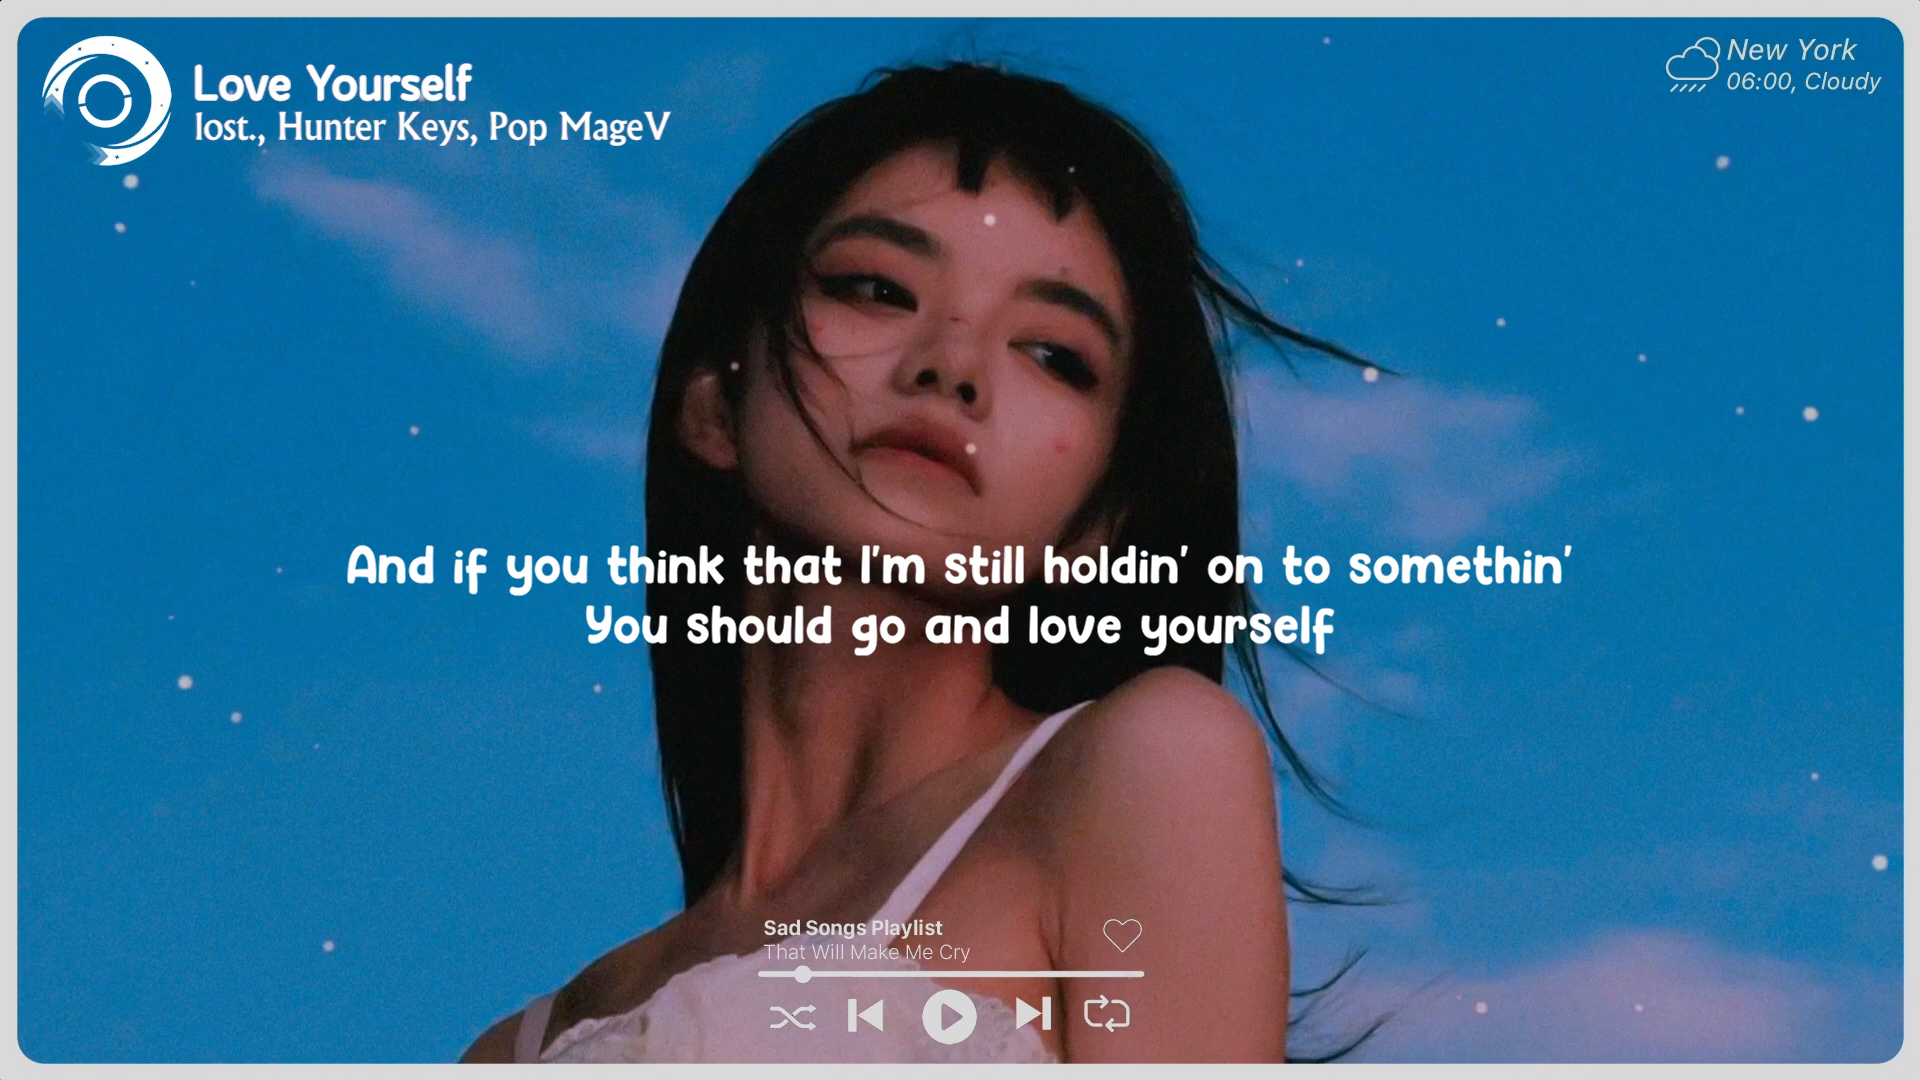 Love Yourself
lost., Hunter Keys, Pop MageV
New York
06:00, Cloudy
And if you think that I'm still holdin' on to somethin'
You should go and love yourself
Sad Songs Playlist
That Will Make Me Cry